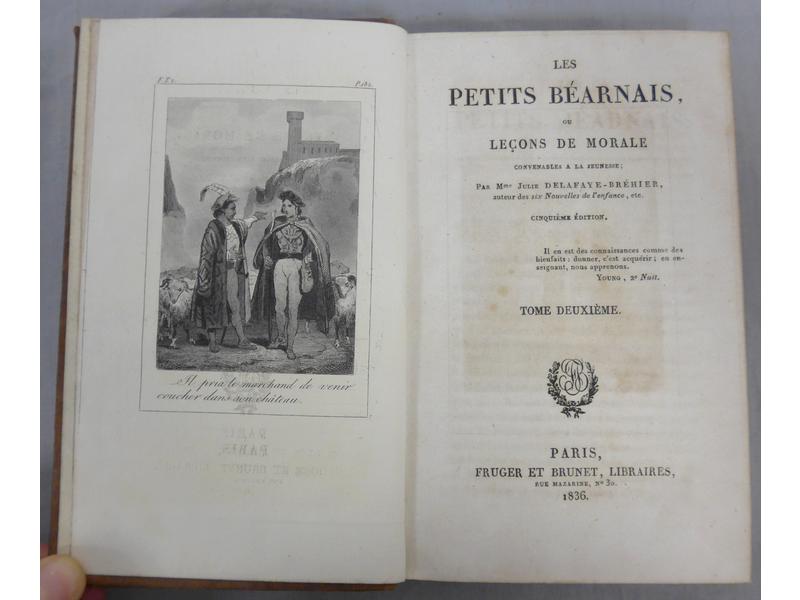 P. 182.
Il pria le marchand de venir
coucher dans son château.
LES
PETITS BÉARNAIS,
OU
LEÇONS DE MORALE
CONVENABLES A LA JEUNESSE;
PAR Mme JULIE DELAFAYE-BRÉHIER,
auteur des six Nouvelles de l'enfance, etc.
CINQUIÈME ÉDITION.
Il en est des connaissances comme des
bienfaits : donner, c'est acquérir; en en-
seignant, nous apprenons.
YOUNG, 2e Nuit.
TOME DEUXIÈME.
PARIS,
FRUGER ET BRUNET, LIBRAIRES,
RUE MAZARINE, No 30.
1836.